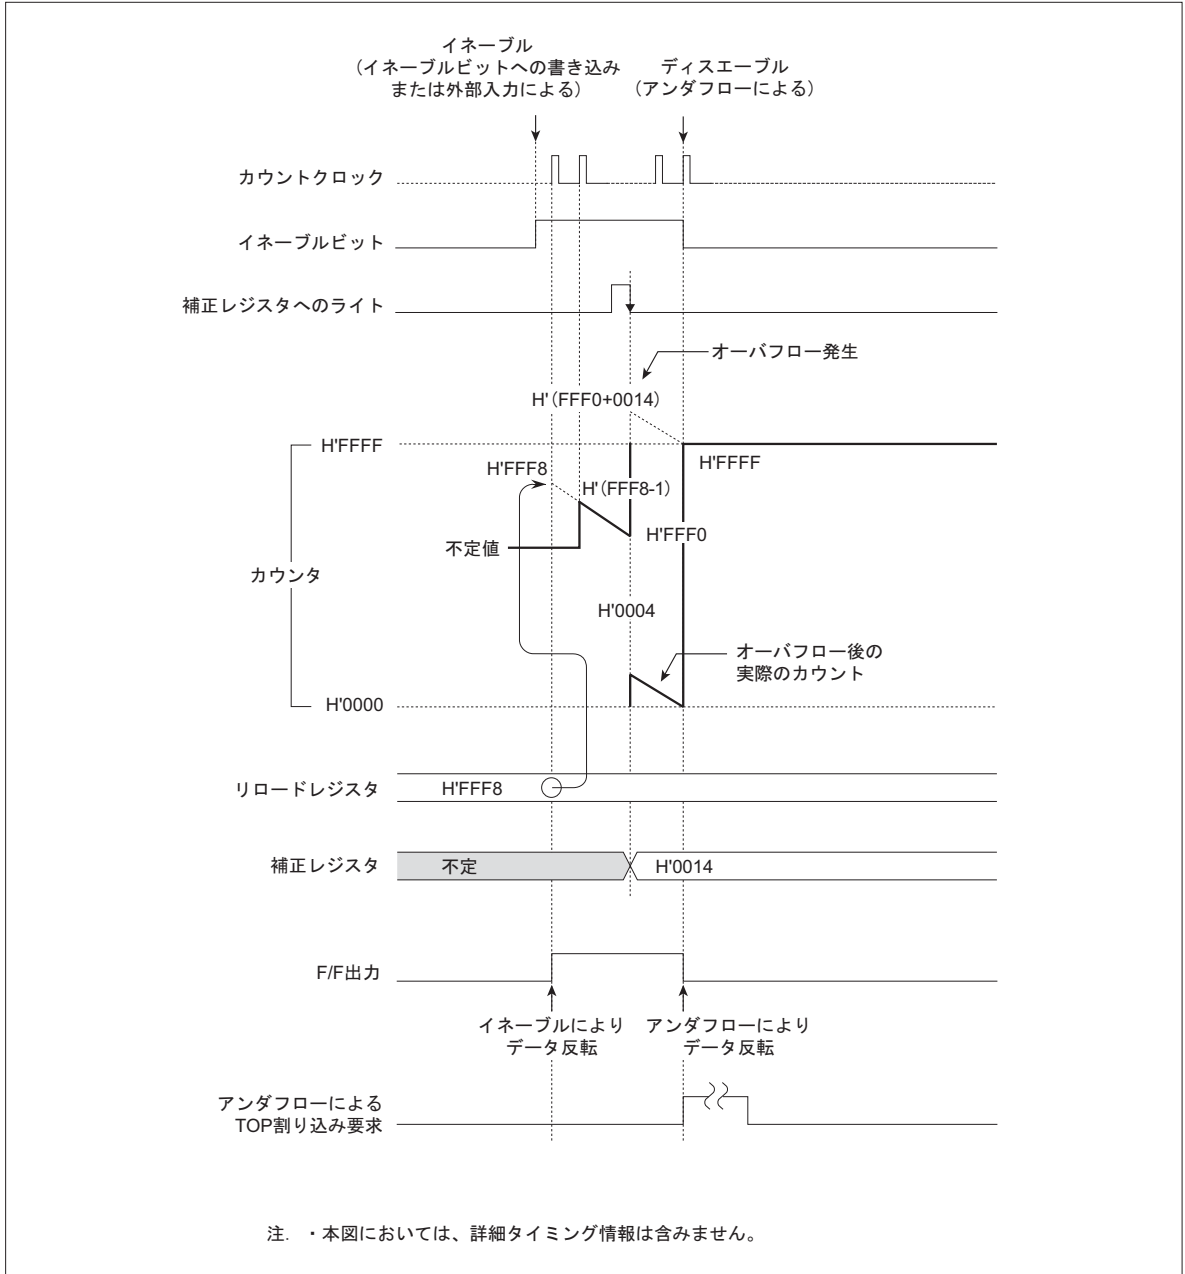 イネーブル
(イネーブルビットへの書き込み
または外部入力による)
ディスエーブル
(アンダフローによる)
カウントクロック
イネーブルビット
補正レジスタへのライト
オーバフロー発生
H'(FFF0+0014)
H'FFFF
H'FFF8
H'FFFF
H'(FFF8-1)
H'FFF0
不定値
カウンタ
H'0004
オーバフロー後の
実際のカウント
H'0000
リロードレジスタ
H'FFF8
補正レジスタ
不定
H'0014
F/F出力
イネーブルにより
データ反転
アンダフローにより
データ反転
アンダフローによる
TOP割り込み要求
注. ・本図においては、詳細タイミング情報は含みません。